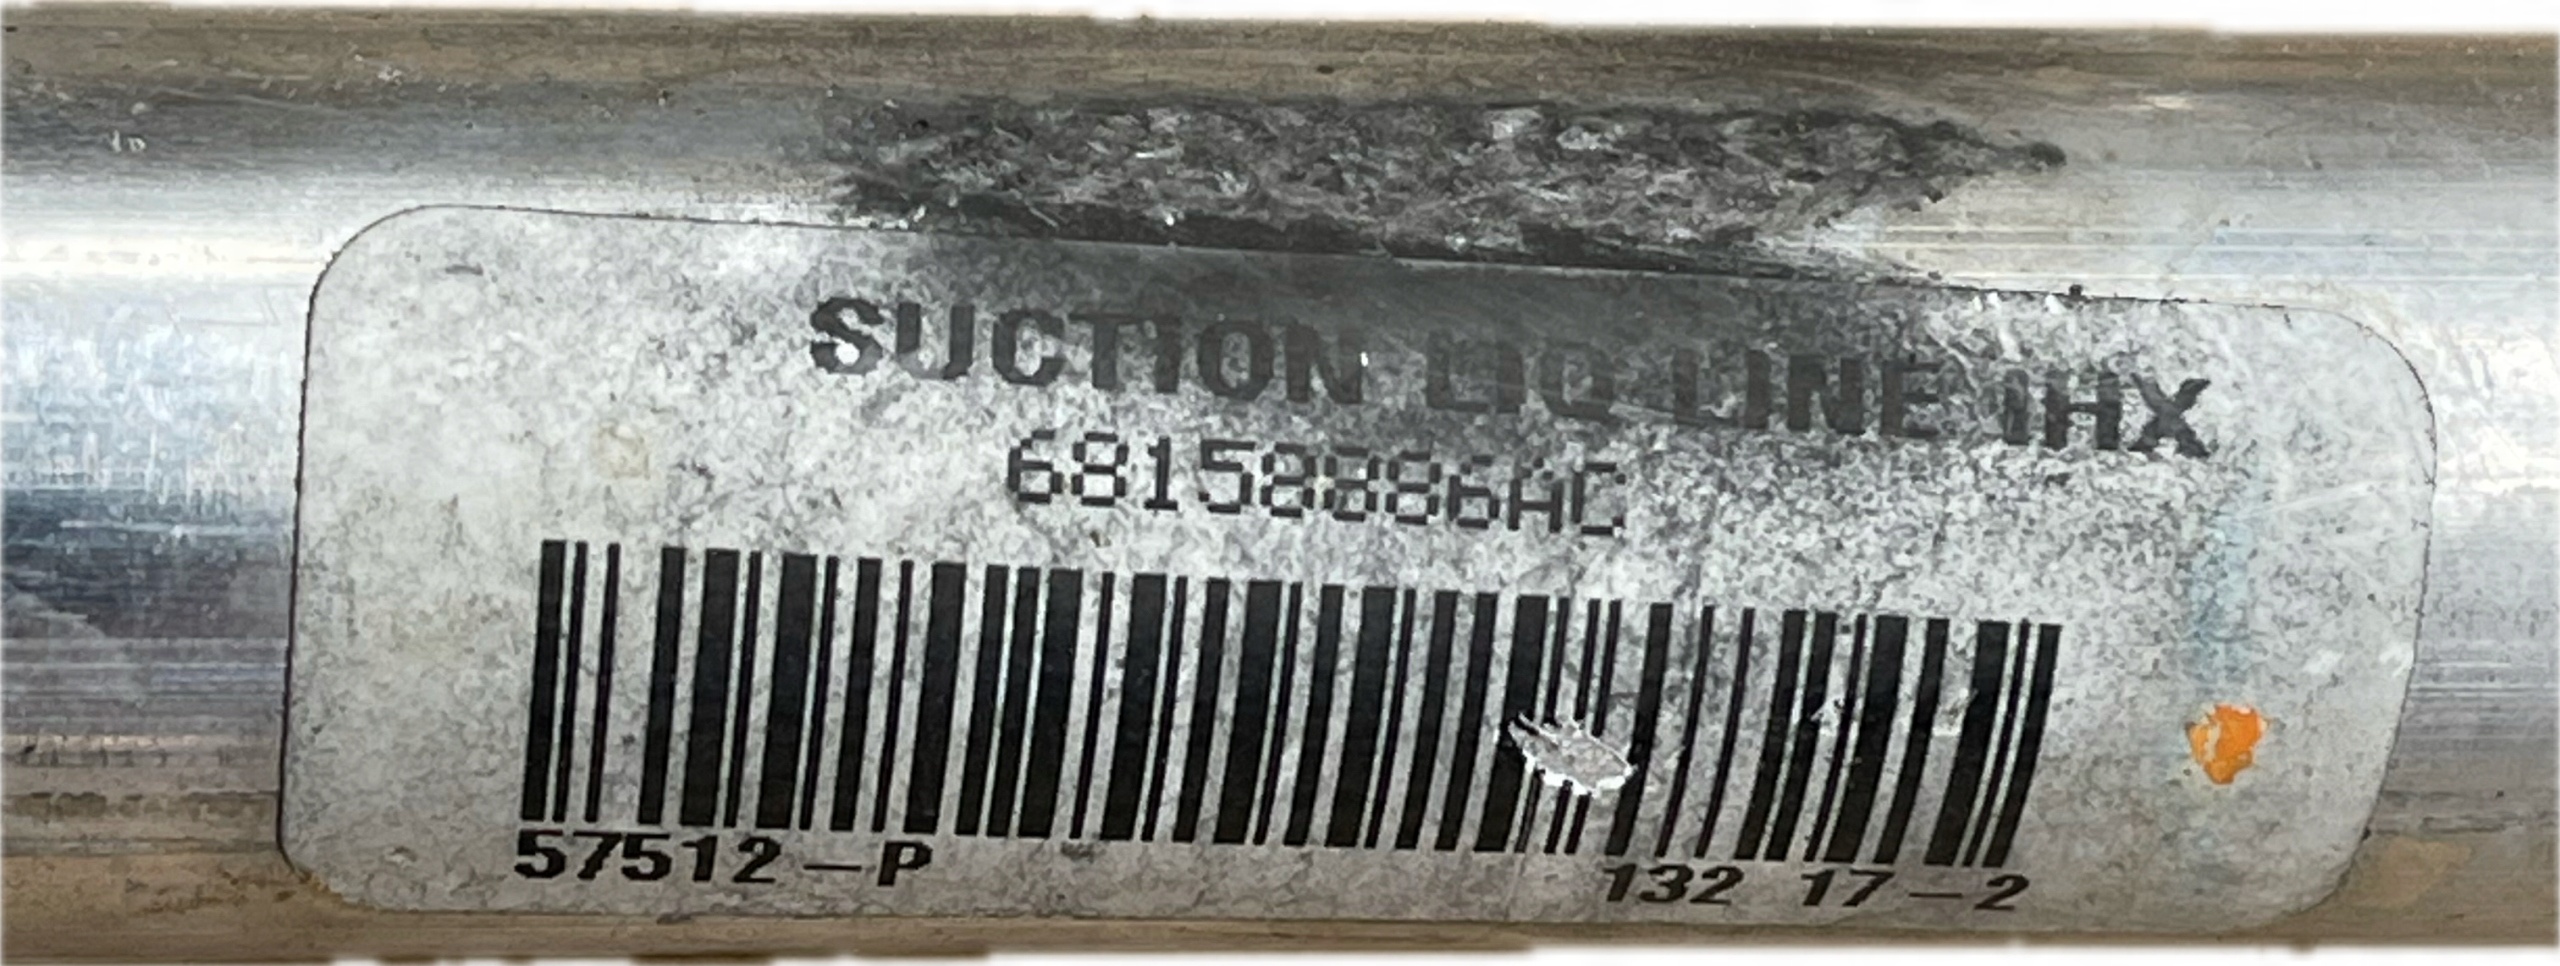 SUCTION LIQ LINE IHX
68158886AC
57512-P 132 17-2